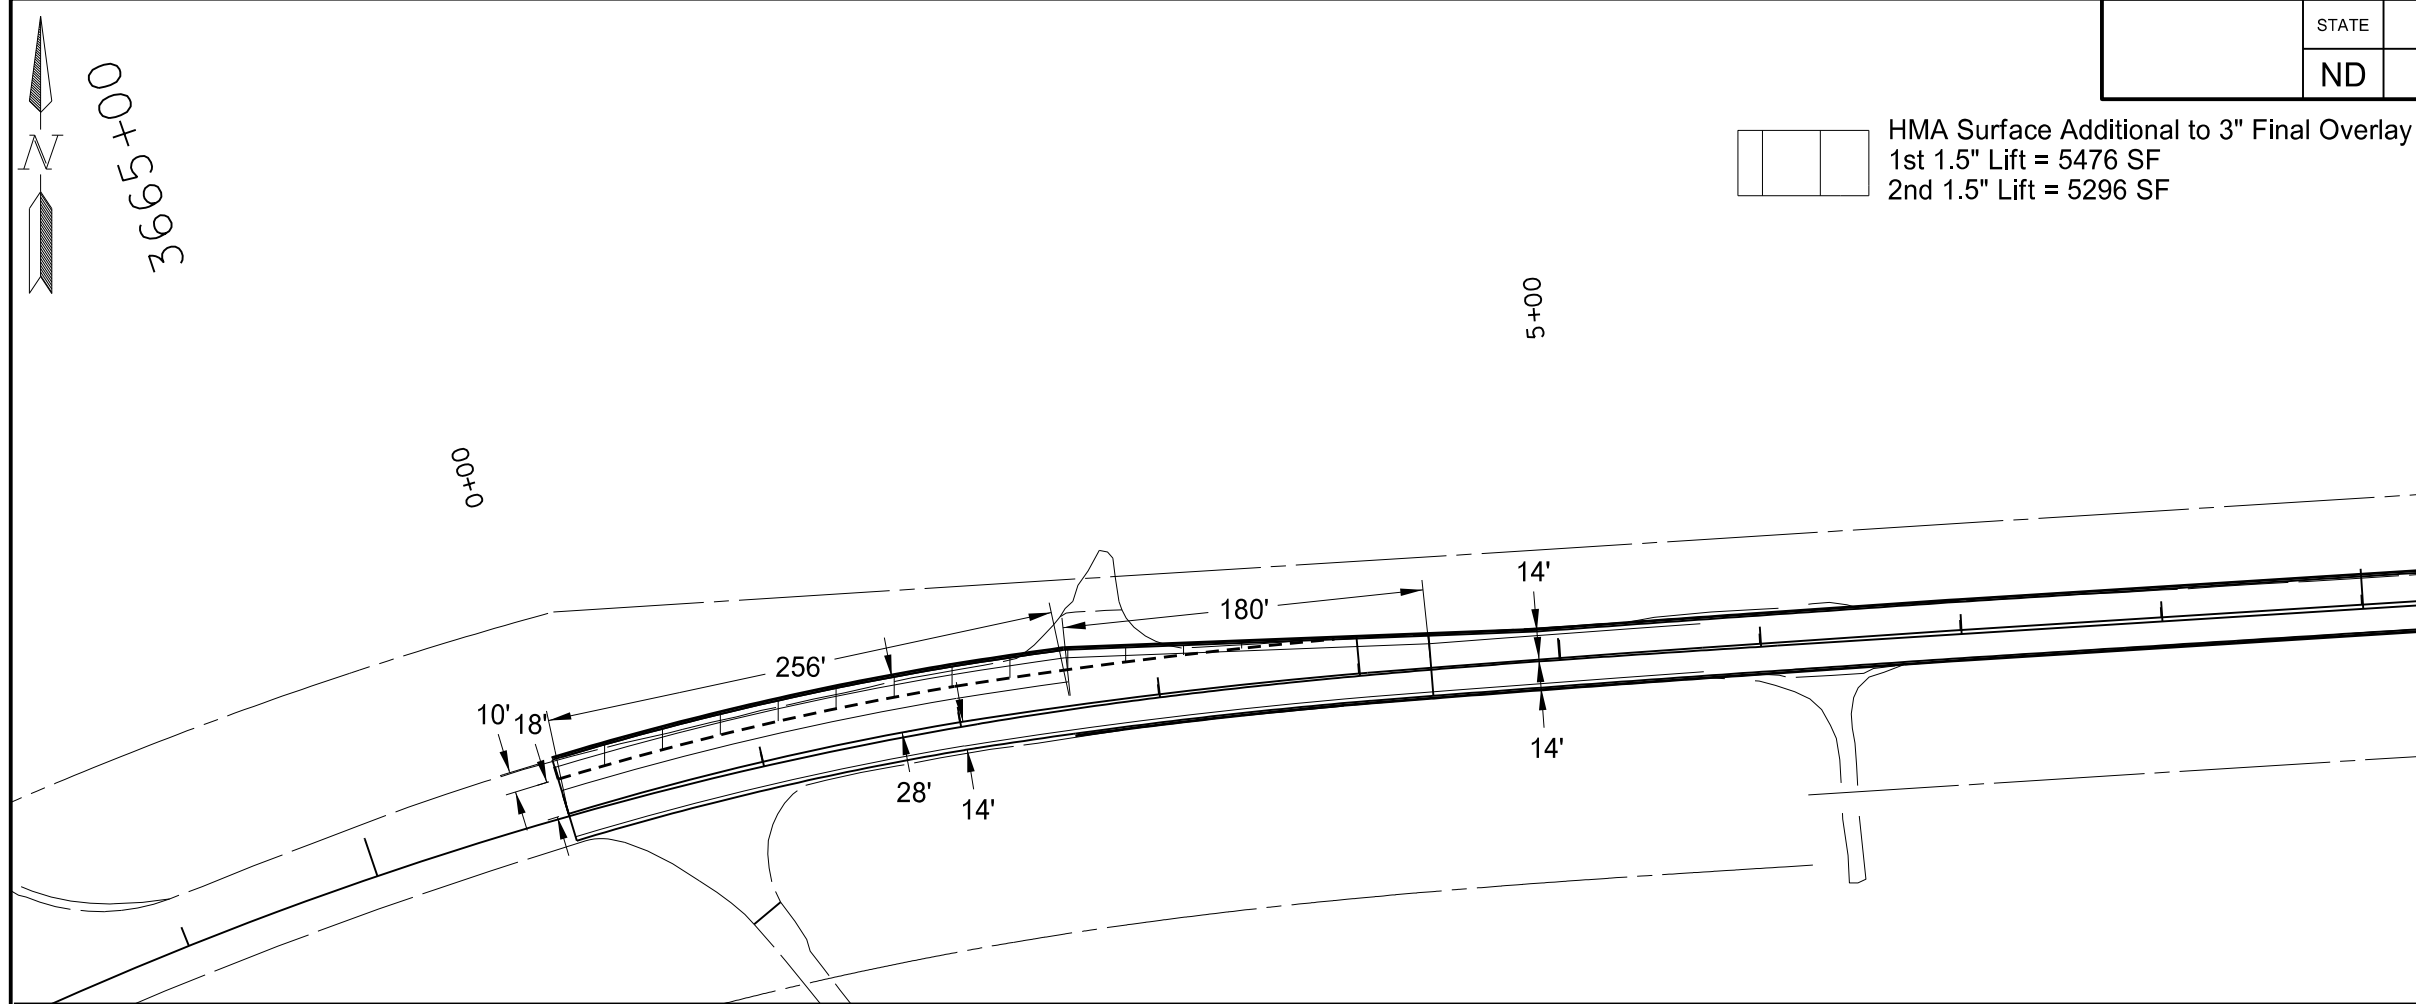 STATE
ND
N
3665+00
HMA Surface Additional to 3" Final Overlay
1st 1.5" Lift = 5476 SF
2nd 1.5" Lift = 5296 SF
5+00
0+00
14'
180'
256'
10'
18'
28'
14'
14'